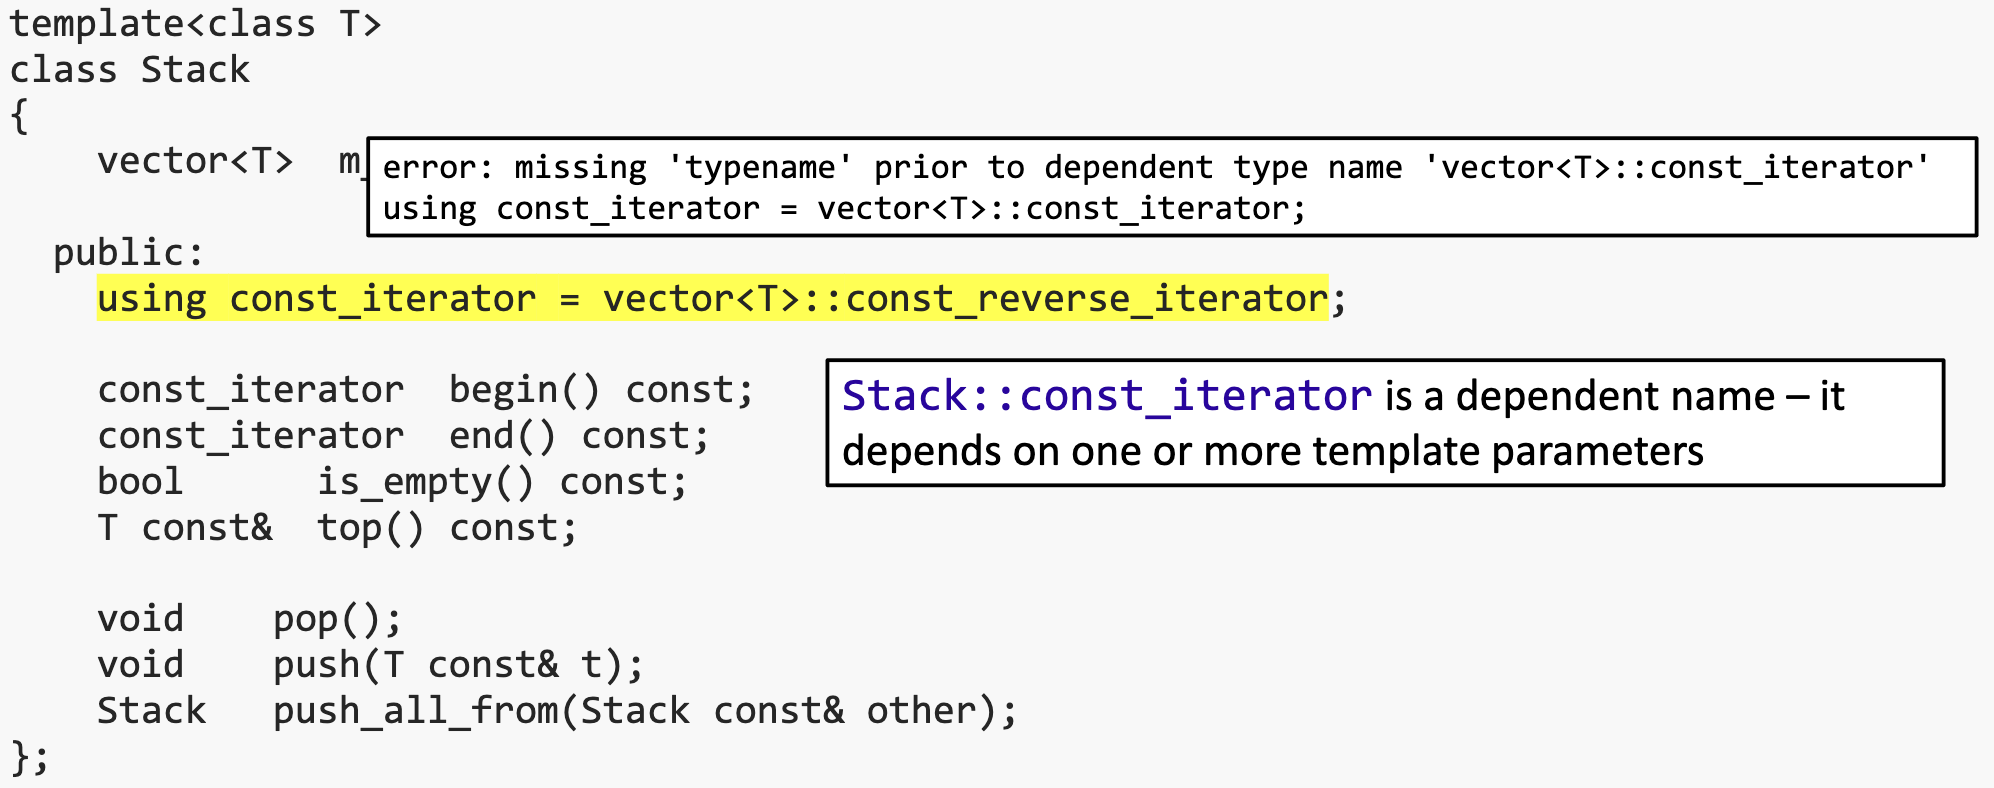 template<class T>
class Stack
{
vector<T> m_
error: missing 'typename' prior to dependent type name 'vector<T>::const_iterator'
using const_iterator = vector<T>::const_iterator;
public:
using const_iterator = vector<T>::const_reverse_iterator;
const_iterator begin() const;
const_iterator end() const;
bool is_empty() const;
T const& top() const;
Stack::const_iterator is a dependent name – it
depends on one or more template parameters
void pop();
void push(T const& t);
Stack push_all_from(Stack const& other);
};